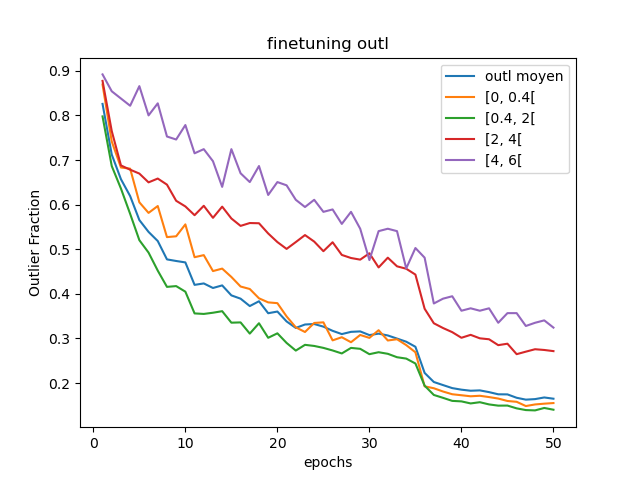 finetuning outl
Outlier Fraction
0.9
0.8
0.7
0.6
0.5
0.4
0.3
0.2
outl moyen
[0, 0.4[
[0.4, 2[
[2, 4[
[4, 6[
0 10 20 30 40 50
epochs